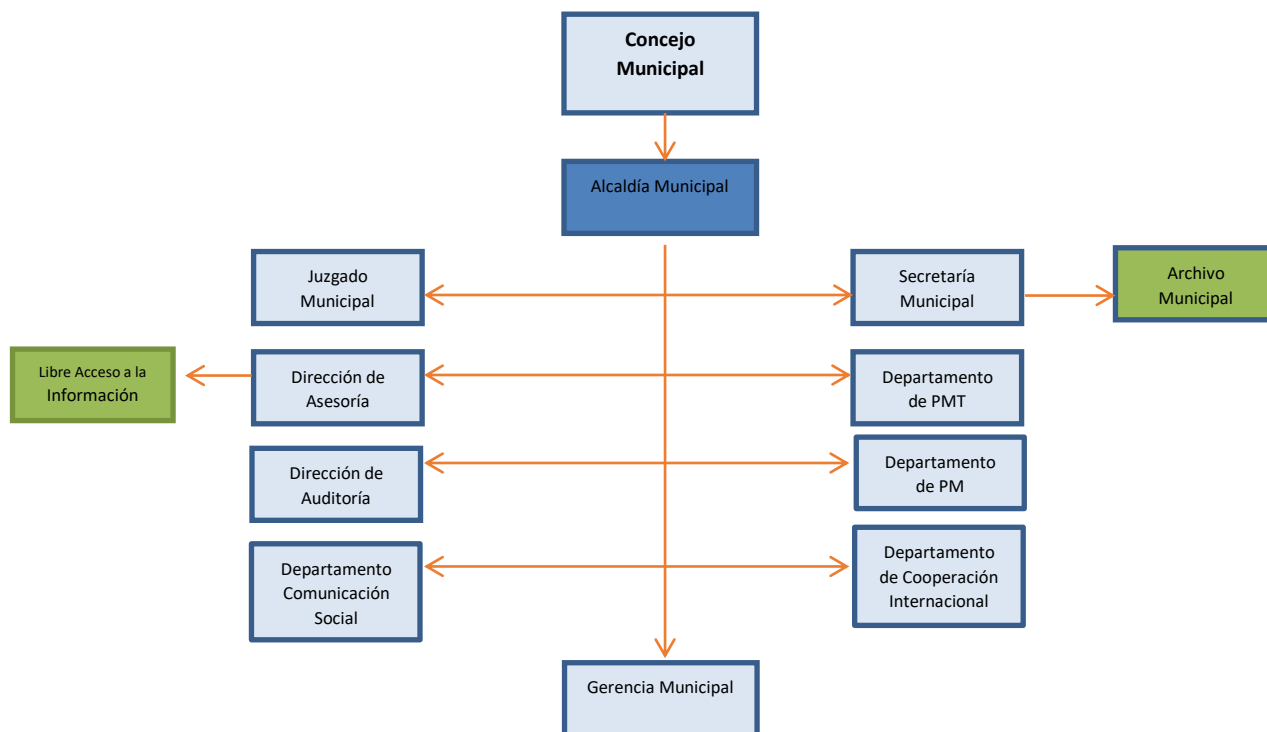 Concejo
Municipal
Alcaldía Municipal
Juzgado
Municipal
Secretaría
Municipal
Archivo
Municipal
Libre Acceso a la
Información
Dirección de
Asesoría
Departamento
de PMT
Dirección de
Auditoría
Departamento
de PM
Departamento
Comunicación
Social
Departamento
de Cooperación
Internacional
Gerencia Municipal